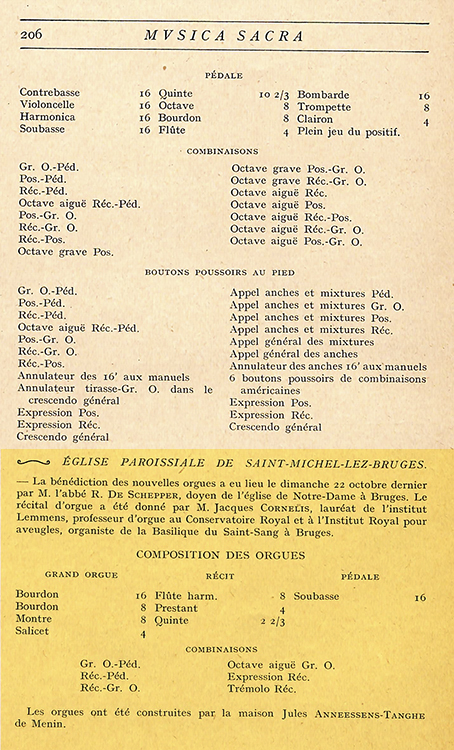 206 MVSICA SACRA
PÉDALE
Contrebasse 16 Quinte 10 2/3 Bombarde 16
Violoncelle 16 Octave 8 Trompette 8
Harmonica 16 Bourdon 8 Clairon 4
Soubasse 16 Flûte 4 Plein jeu du positif.
COMBINAISONS
Gr. O.-Péd. Octave grave Pos.-Gr. O.
Pos.-Péd. Octave grave Réc.-Gr. O.
Réc.-Péd. Octave aiguë Réc.
Octave aiguë Réc.-Péd. Octave aiguë Pos.
Pos.-Gr. O. Octave aiguë Réc.-Pos.
Réc.-Gr. O. Octave aiguë Réc.-Gr. O.
Réc.-Pos. Octave aiguë Pos.-Gr. O.
Octave grave Pos.
BOUTONS POUSSOIRS AU PIED
Gr. O.-Péd. Appel anches et mixtures Péd.
Pos.-Péd. Appel anches et mixtures Gr. O.
Réc.-Péd. Appel anches et mixtures Pos.
Octave aiguë Réc.-Péd. Appel anches et mixtures Réc.
Pos.-Gr. O. Appel général des mixtures
Réc.-Gr. O. Appel général des anches
Réc.-Pos. Annulateur des anches 16' aux manuels
Annulateur des 16' aux manuels 6 boutons poussoirs de combinaisons
Annulateur tirasse-Gr. O. dans le américaines
crescendo général Expression Pos.
Expression Pos. Expression Réc.
Expression Réc. Crescendo général
Crescendo général
ÉGLISE PAROISSIALE DE SAINT-MICHEL-LEZ-BRUGES.
— La bénédiction des nouvelles orgues a eu lieu le dimanche 22 octobre dernier
par M. l'abbé R. DE SCHEPPER, doyen de l'église de Notre-Dame à Bruges. Le
récital d'orgue a été donné par M. Jacques CORNELIS, lauréat de l'institut
Lemmens, professeur d'orgue au Conservatoire Royal et à l'Institut Royal pour
aveugles, organiste de la Basilique du Saint-Sang à Bruges.
COMPOSITION DES ORGUES
GRAND ORGUE RÉCIT PÉDALE
Bourdon 16 Flûte harm. 8 Soubasse 16
Bourdon 8 Prestant 4
Montre 8 Quinte 2 2/3
Salicet 4
COMBINAISONS
Gr. O.-Péd. Octave aiguë Gr. O.
Réc.-Péd. Expression Réc.
Réc.-Gr. O. Trémolo Réc.
Les orgues ont été construites par la maison Jules ANNEESSENS-TANGHE
de Menin.